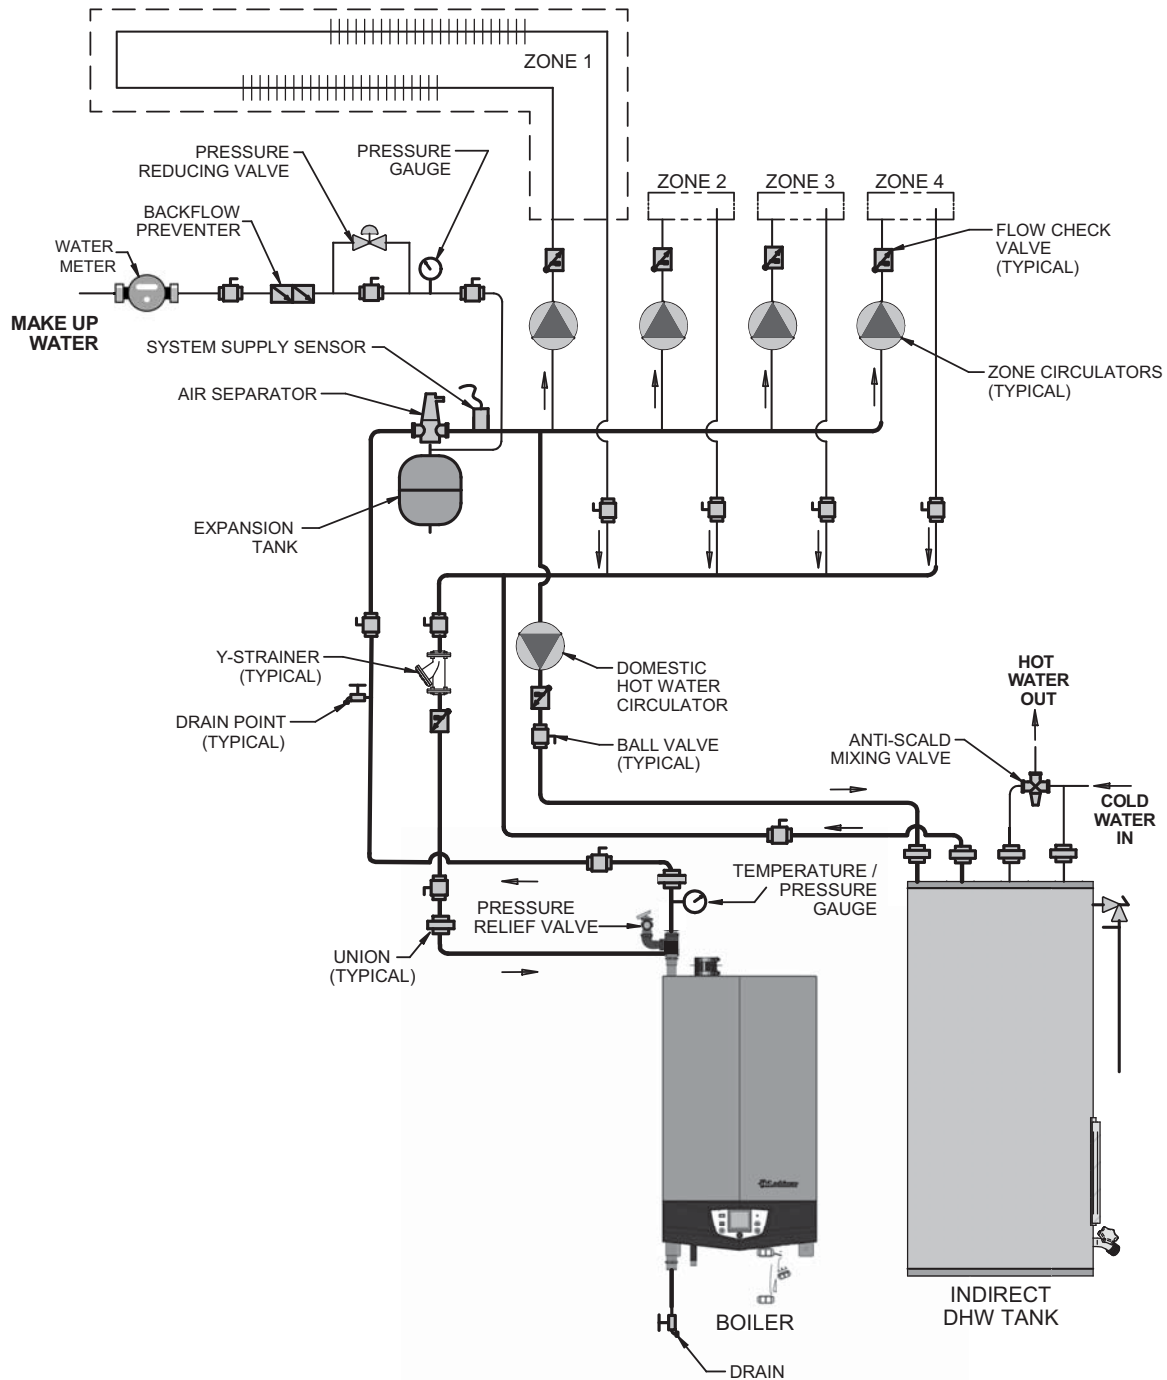 ZONE 1
PRESSURE
REDUCING VALVE
PRESSURE
GAUGE
BACKFLOW
PREVENTER
WATER
METER
MAKE UP
WATER
ZONE 2
ZONE 3
ZONE 4
FLOW CHECK
VALVE
(TYPICAL)
SYSTEM SUPPLY SENSOR
AIR SEPARATOR
ZONE CIRCULATORS
(TYPICAL)
EXPANSION
TANK
Y-STRAINER
(TYPICAL)
DRAIN POINT
(TYPICAL)
DOMESTIC
HOT WATER
CIRCULATOR
BALL VALVE
(TYPICAL)
HOT
WATER
OUT
ANTI-SCALD
MIXING VALVE
COLD
WATER
IN
TEMPERATURE /
PRESSURE
GAUGE
PRESSURE
RELIEF VALVE
UNION
(TYPICAL)
Lochinvar
BOILER
DRAIN
INDIRECT
DHW TANK